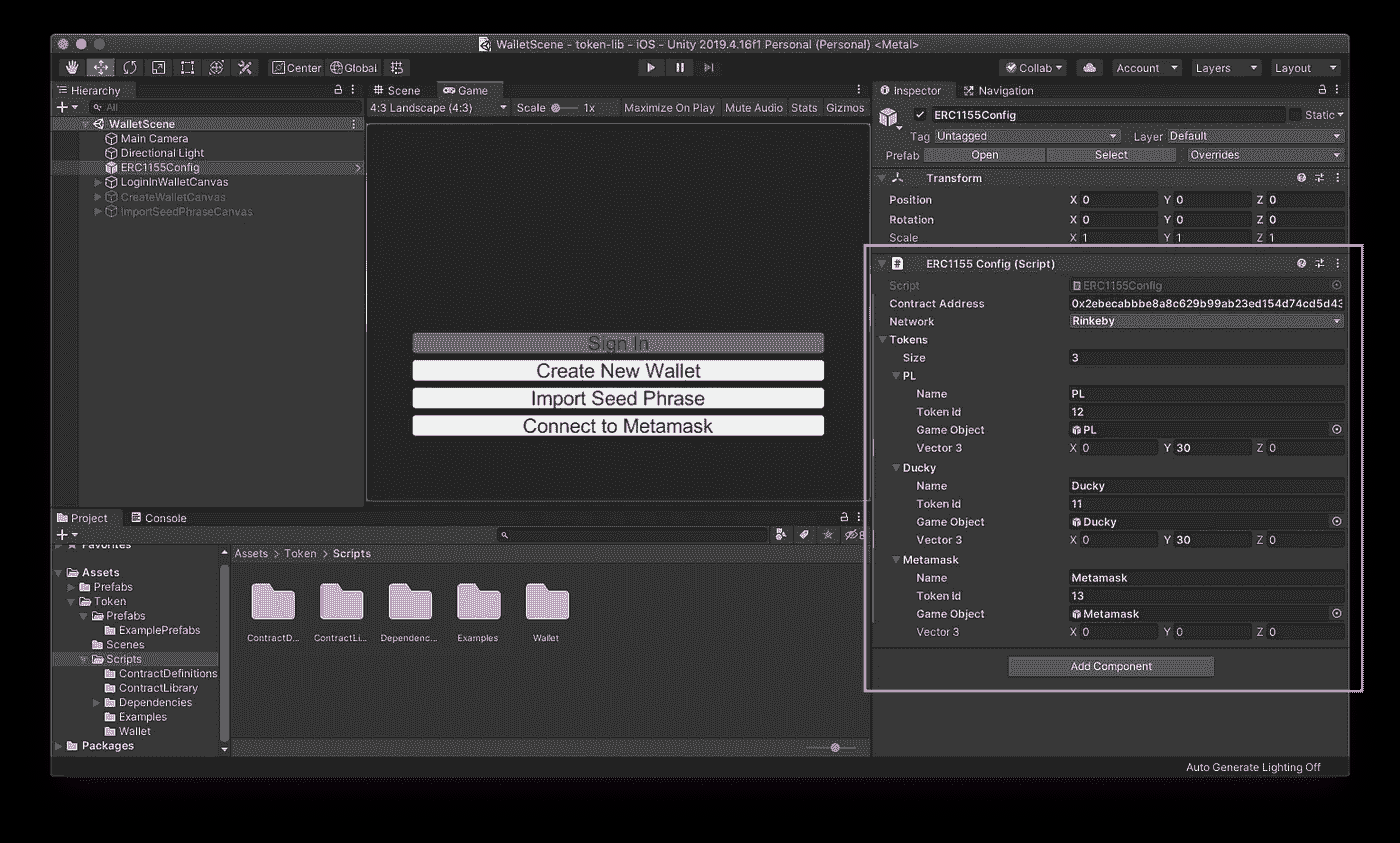 WalletScene - token-lib - iOS - Unity 2019.4.16f1 Personal (Personal) <Metal>
Center Global Collab Account Layers Layout
Hierarchy
All
WalletScene
Main Camera
Directional Light
ERC1155Config
LoginInWalletCanvas
CreateWalletCanvas
ImportSeedPhraseCanvas
Scene Game
4:3 Landscape (4:3) Scale 1x Maximize On Play Mute Audio Stats Gizmos
Sign In
Create New Wallet
Import Seed Phrase
Connect to Metamask
Project Console
8
Favorites
Assets
Prefabs
Token
Prefabs
ExamplePrefabs
Scenes
Scripts
ContractDefinitions
ContractLibrary
Dependencies
Examples
Wallet
Packages
Assets > Token > Scripts
ContractD... ContractLi... Dependenc... Examples Wallet
Inspector Navigation
ERC1155Config Static
Tag Untagged Layer Default
Prefab Open Select Overrides
Transform
Position X 0 Y 0 Z 0
Rotation X 0 Y 0 Z 0
Scale X 1 Y 1 Z 1
# ERC1155 Config (Script)
Script ERC1155Config
Contract Address 0x2ebecabbbe8a8c629b99ab23ed154d74cd5d43
Network Rinkeby
Tokens
Size 3
PL
Name PL
Token Id 12
Game Object PL
Vector 3 X 0 Y 30 Z 0
Ducky
Name Ducky
Token Id 11
Game Object Ducky
Vector 3 X 0 Y 30 Z 0
Metamask
Name Metamask
Token Id 13
Game Object Metamask
Vector 3 X 0 Y 0 Z 0
Add Component
Auto Generate Lighting Off